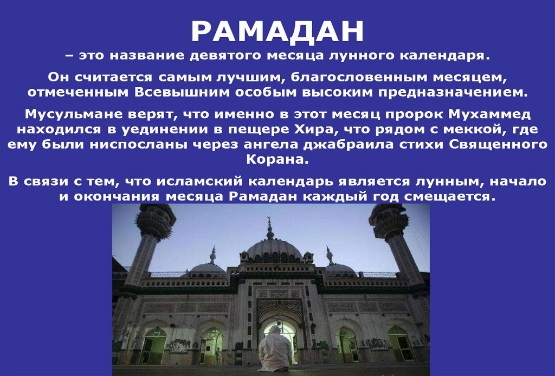 РАМАДАН
– это название девятого месяца лунного календаря.
Он считается самым лучшим, благословенным месяцем,
отмеченным Всевышним особым высоким предназначением.
Мусульмане верят, что именно в этот месяц пророк Мухаммед
находился в уединении в пещере Хира, что рядом с меккой, где
ему были ниспосланы через ангела джабраила стихи Священного
Корана.
В связи с тем, что исламский календарь является лунным, начало
и окончания месяца Рамадан каждый год смещается.